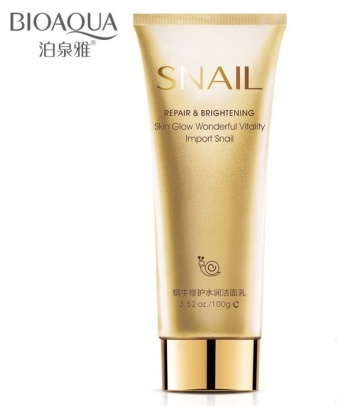 BIOAQUA
泊泉雅®
SNAIL
REPAIR & BRIGHTENING
Skin Glow Wonderful Vitality
Import Snail
蜗牛修护水润洁面乳
3.52 oz./100g ℮